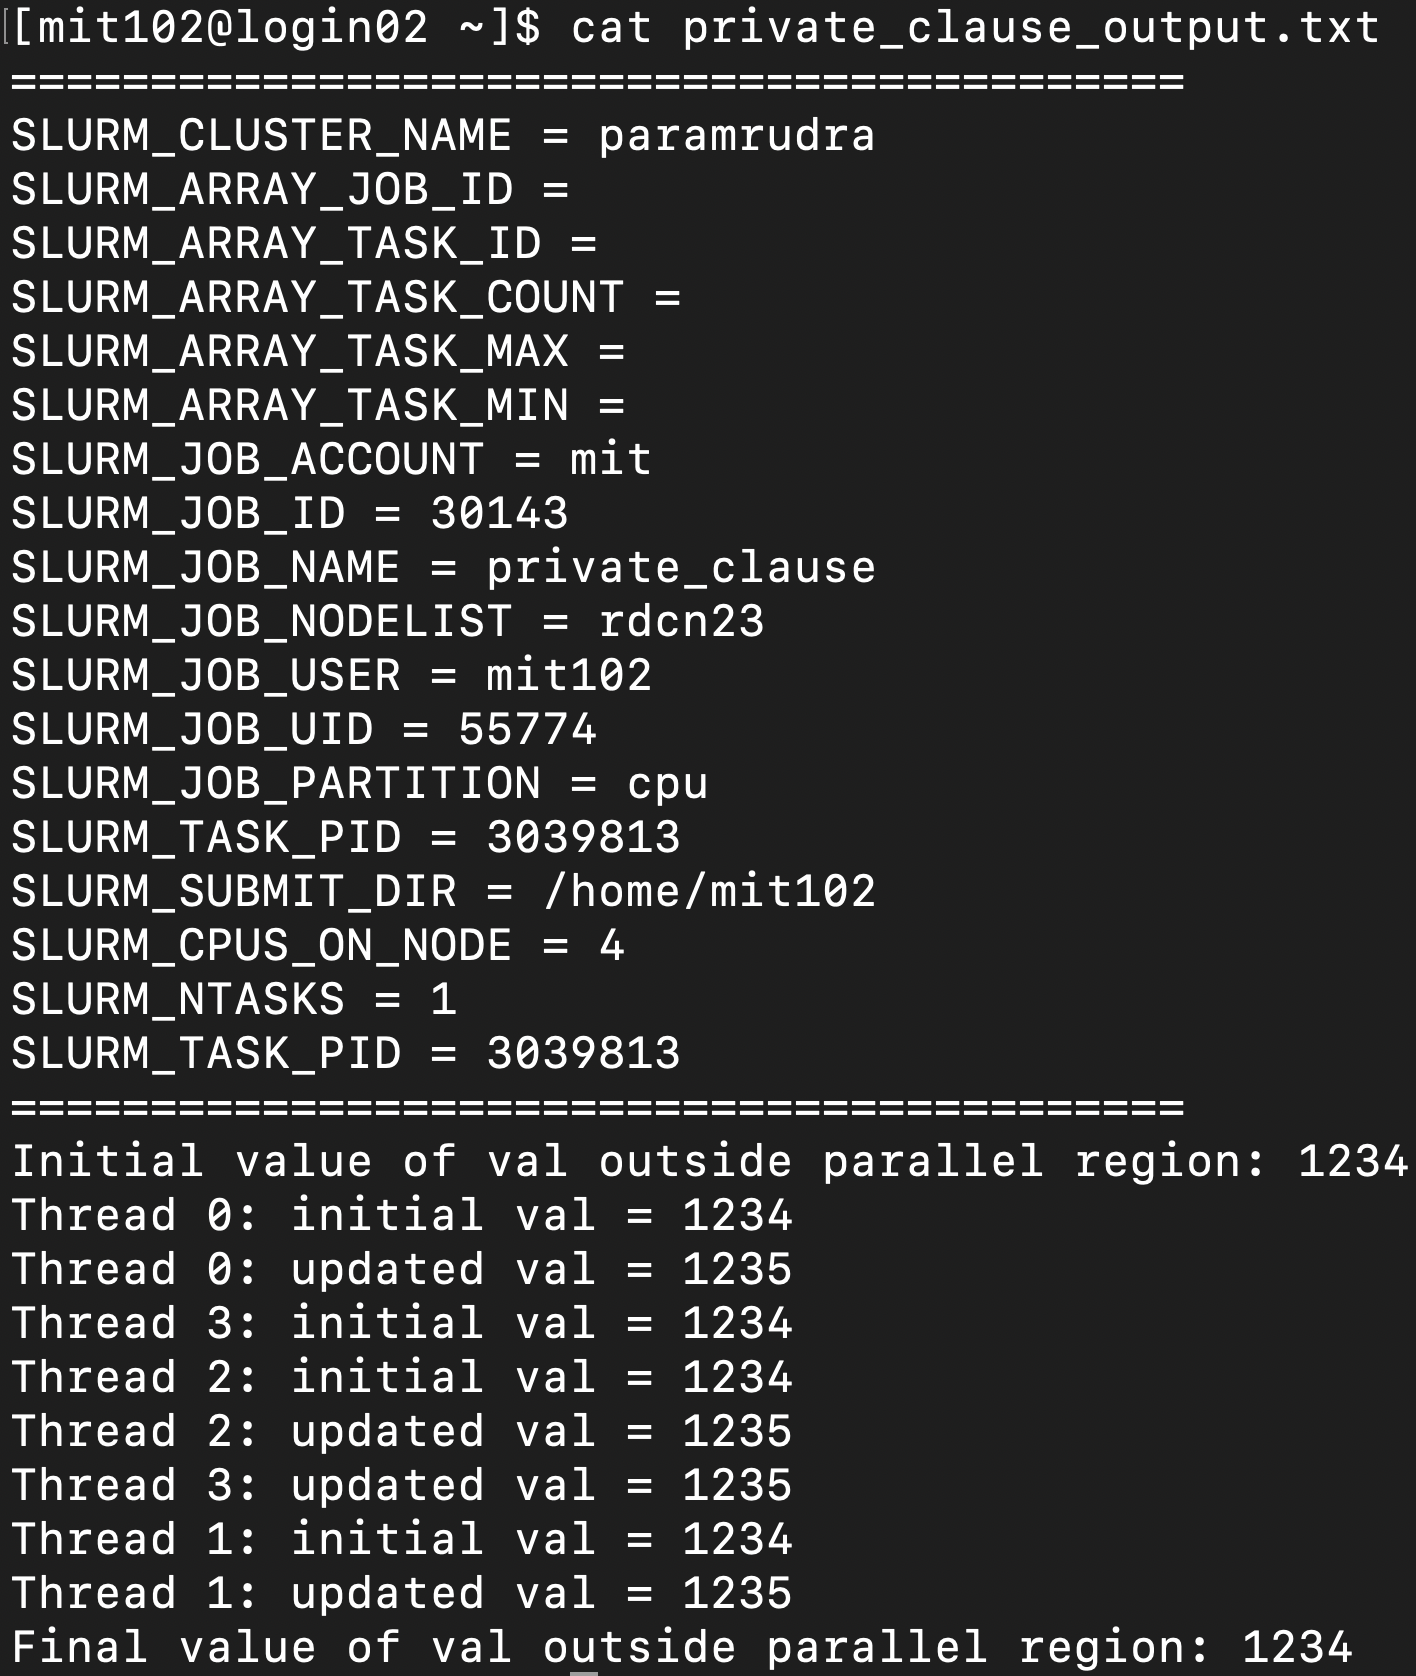 [[mit102@login02 ~]$ cat private_clause_output.txt
==========================================
SLURM_CLUSTER_NAME = paramrudra
SLURM_ARRAY_JOB_ID =
SLURM_ARRAY_TASK_ID =
SLURM_ARRAY_TASK_COUNT =
SLURM_ARRAY_TASK_MAX =
SLURM_ARRAY_TASK_MIN =
SLURM_JOB_ACCOUNT = mit
SLURM_JOB_ID = 30143
SLURM_JOB_NAME = private_clause
SLURM_JOB_NODELIST = rdcn23
SLURM_JOB_USER = mit102
SLURM_JOB_UID = 55774
SLURM_JOB_PARTITION = cpu
SLURM_TASK_PID = 3039813
SLURM_SUBMIT_DIR = /home/mit102
SLURM_CPUS_ON_NODE = 4
SLURM_NTASKS = 1
SLURM_TASK_PID = 3039813
==========================================
Initial value of val outside parallel region: 1234
Thread 0: initial val = 1234
Thread 0: updated val = 1235
Thread 3: initial val = 1234
Thread 2: initial val = 1234
Thread 2: updated val = 1235
Thread 3: updated val = 1235
Thread 1: initial val = 1234
Thread 1: updated val = 1235
Final value of val outside parallel region: 1234